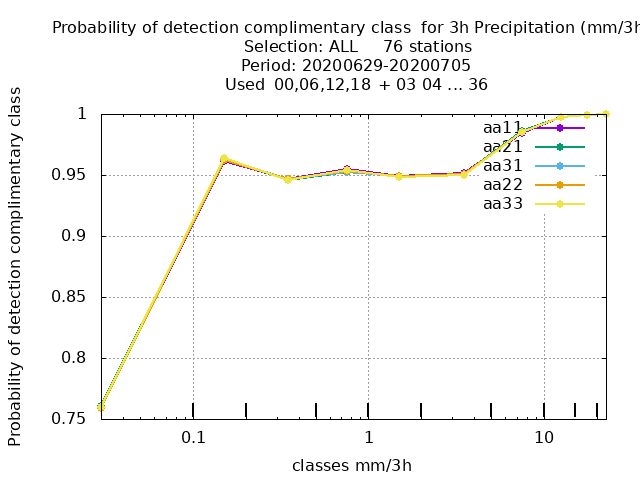 Probability of detection complimentary class  for 3h Precipitation (mm/3h
Selection: ALL     76 stations
Period: 20200629-20200705
Used  00,06,12,18 + 03 04 ... 36
Probability of detection complimentary class
1
0.95
0.9
0.85
0.8
0.75
aa11
aa21
aa31
aa22
aa33
0.1
1
10
classes mm/3h